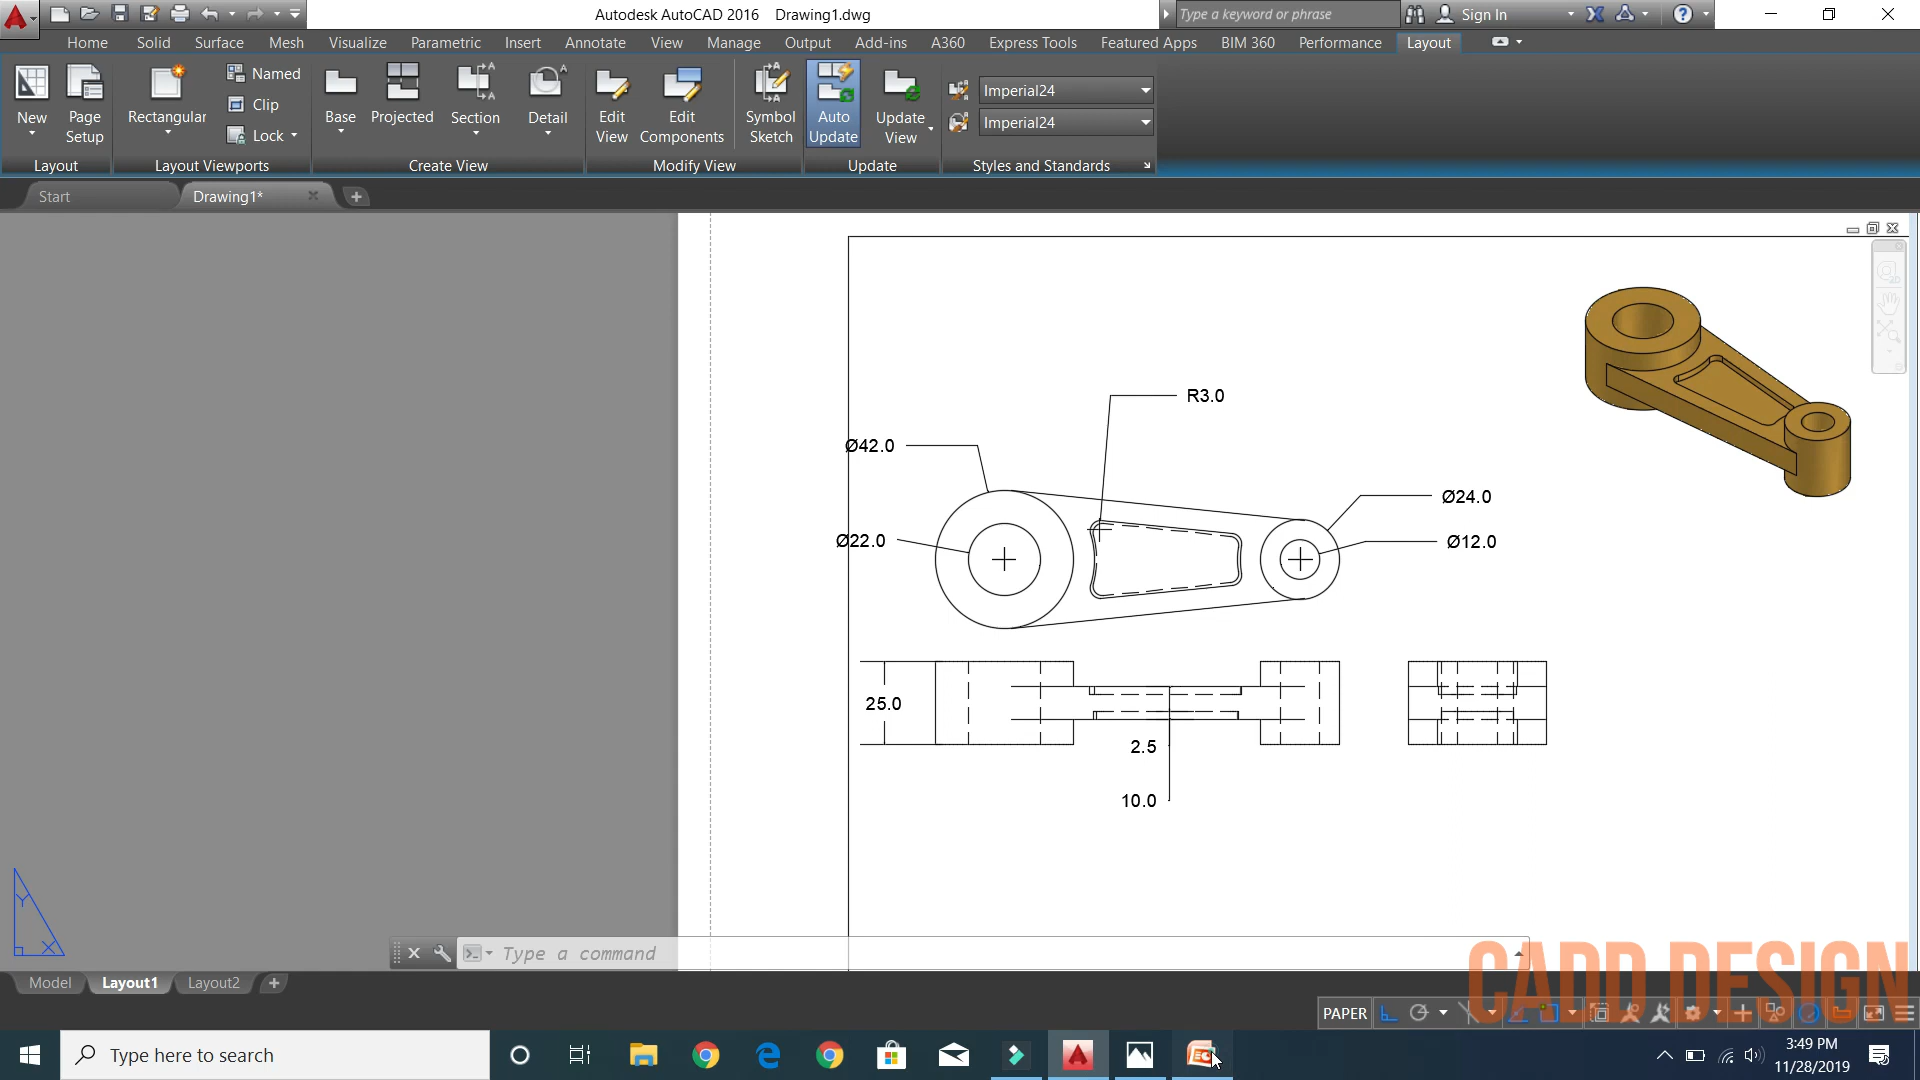 Autodesk AutoCAD 2016 Drawing1.dwg
Type a keyword or phrase
Sign In
Home Solid Surface Mesh Visualize Parametric Insert Annotate View Manage Output Add-ins A360 Express Tools Featured Apps BIM 360 Performance Layout
New
Page Setup
Rectangular
Named
Clip
Lock
Base
Projected
Section
Detail
Edit View
Edit Components
Symbol Sketch
Auto Update
Update View
Imperial24
Imperial24
Layout
Layout Viewports
Create View
Modify View
Update
Styles and Standards
Start
Drawing1*
R3.0
Ø42.0
Ø24.0
Ø22.0
Ø12.0
25.0
2.5
10.0
Y
X
Type a command
CADD DESIGN
Model
Layout1
Layout2
PAPER
Type here to search
3:49 PM
11/28/2019